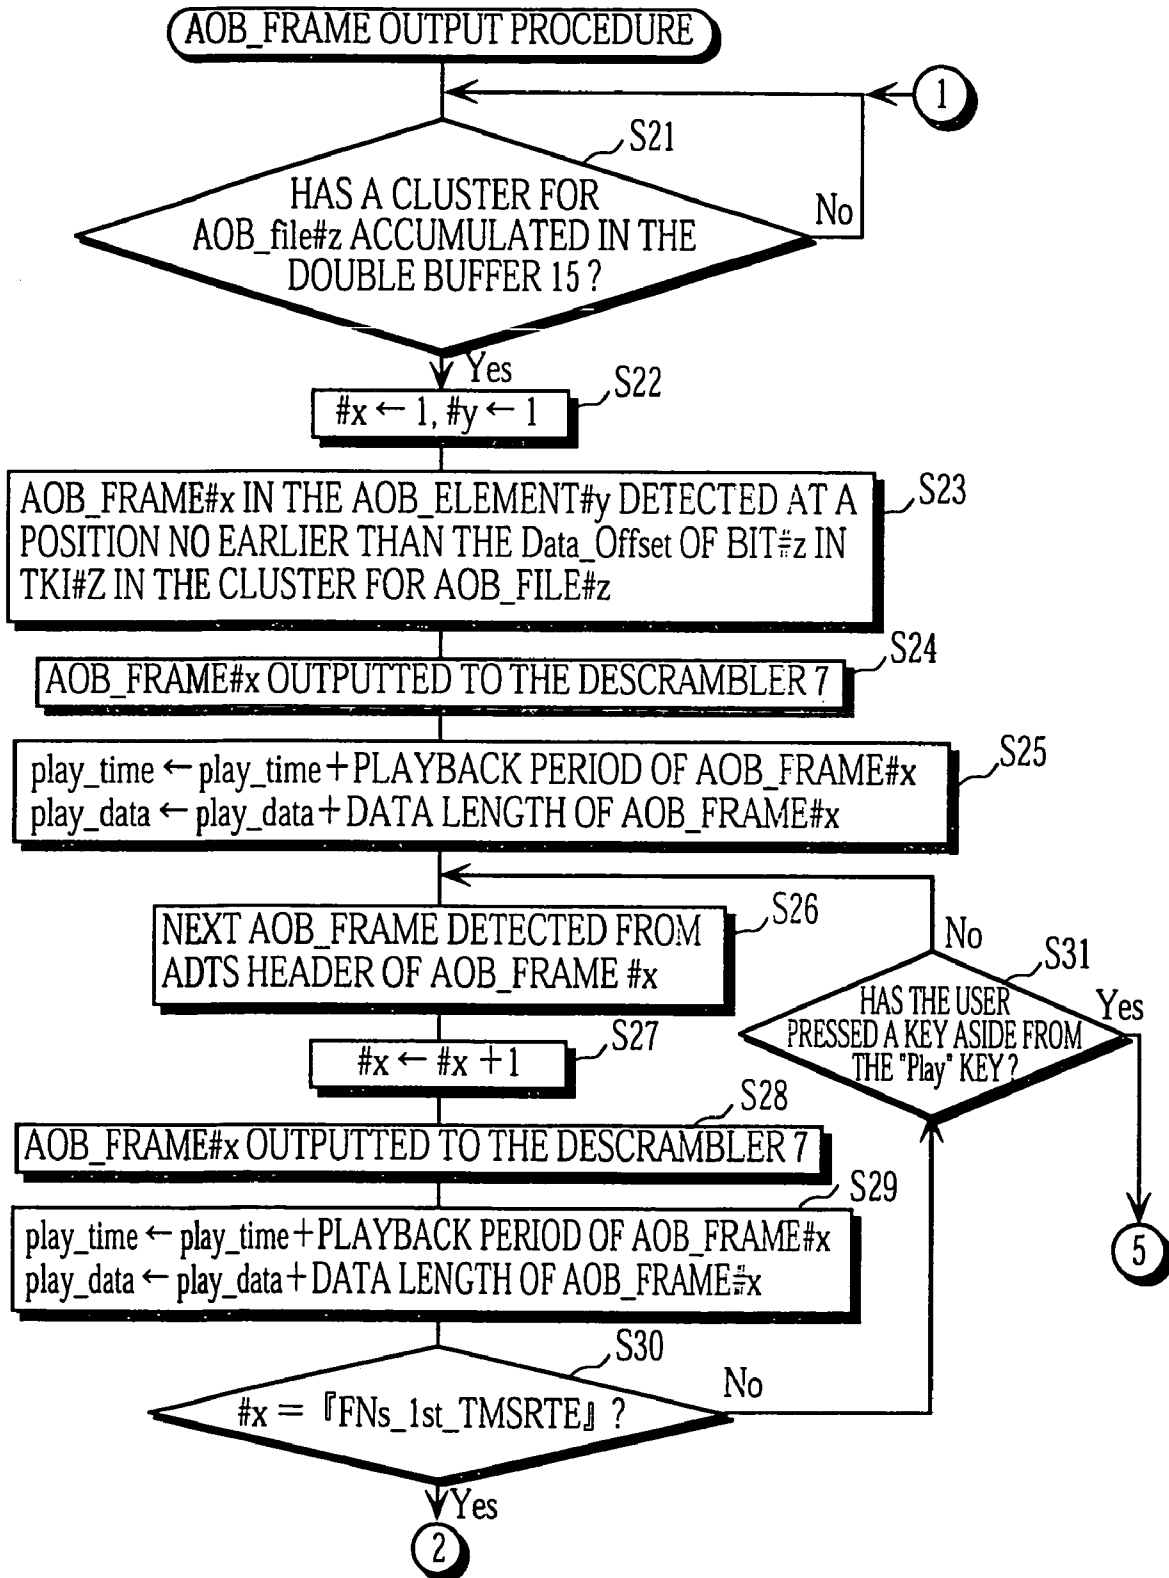 AOB_FRAME OUTPUT PROCEDURE
1
S21
HAS A CLUSTER FOR
AOB_file#z ACCUMULATED IN THE
DOUBLE BUFFER 15 ?
No
Yes
S22
#x ← 1, #y ← 1
S23
AOB_FRAME#x IN THE AOB_ELEMENT#y DETECTED AT A
POSITION NO EARLIER THAN THE Data_Offset OF BIT#z IN
TKI#Z IN THE CLUSTER FOR AOB_FILE#z
S24
AOB_FRAME#x OUTPUTTED TO THE DESCRAMBLER 7
S25
play_time ← play_time+PLAYBACK PERIOD OF AOB_FRAME#x
play_data ← play_data+DATA LENGTH OF AOB_FRAME#x
S26
NEXT AOB_FRAME DETECTED FROM
ADTS HEADER OF AOB_FRAME #x
No
S31
HAS THE USER
PRESSED A KEY ASIDE FROM
THE "Play" KEY ?
Yes
S27
#x ← #x +1
S28
AOB_FRAME#x OUTPUTTED TO THE DESCRAMBLER 7
S29
play_time ← play_time+PLAYBACK PERIOD OF AOB_FRAME#x
play_data ← play_data+DATA LENGTH OF AOB_FRAME#x
5
S30
#x = 『FNs_1st_TMSRTE』 ?
No
Yes
2